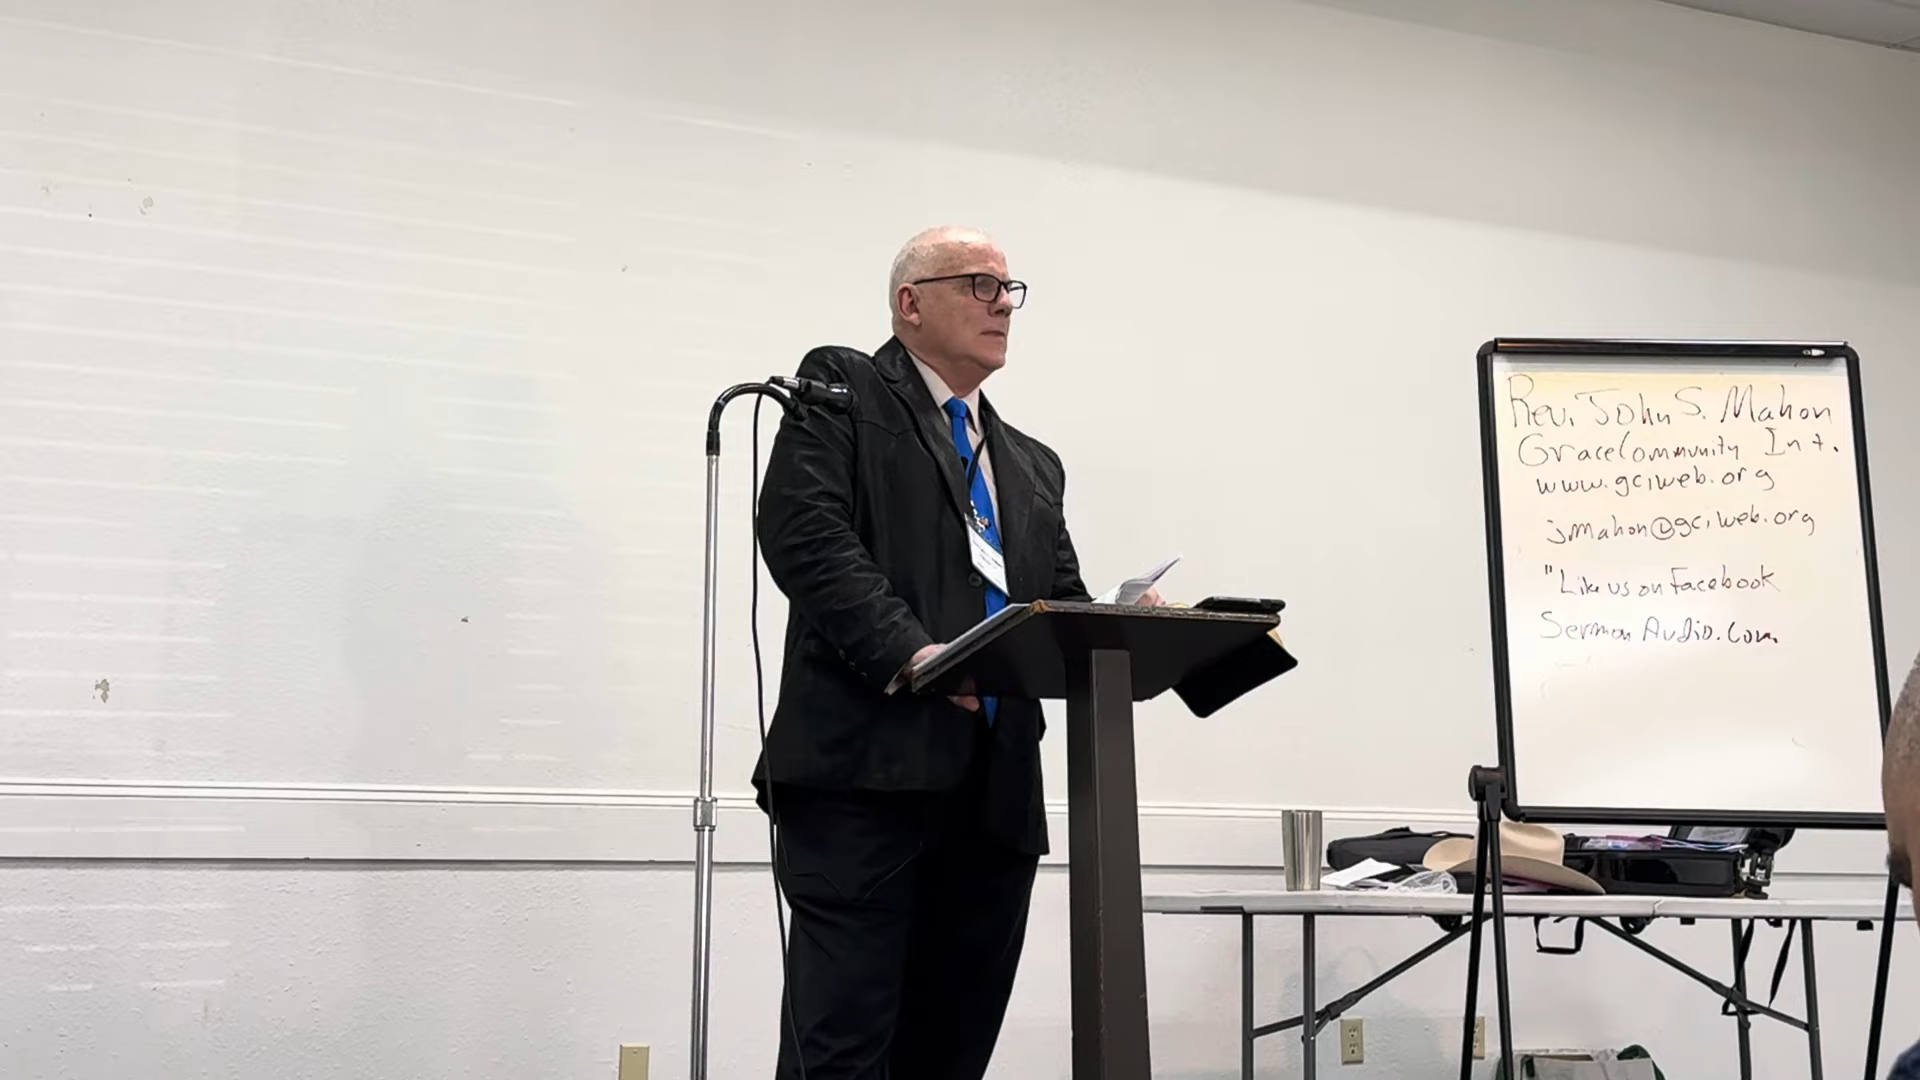 Rev. John S. Mahon
Grace Community Int.
www.gciweb.org
jmahon@gciweb.org
"Like us on Facebook
Sermon Audio.Com.